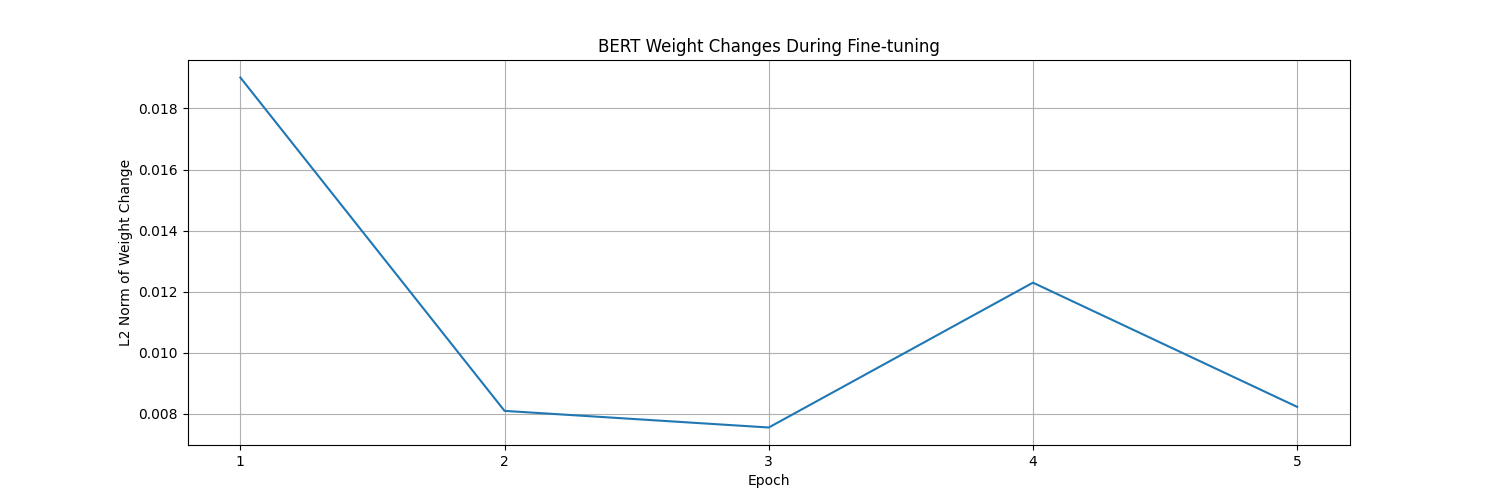 BERT Weight Changes During Fine-tuning
L2 Norm of Weight Change
0.018
0.016
0.014
0.012
0.010
0.008
1 2 3 4 5
Epoch